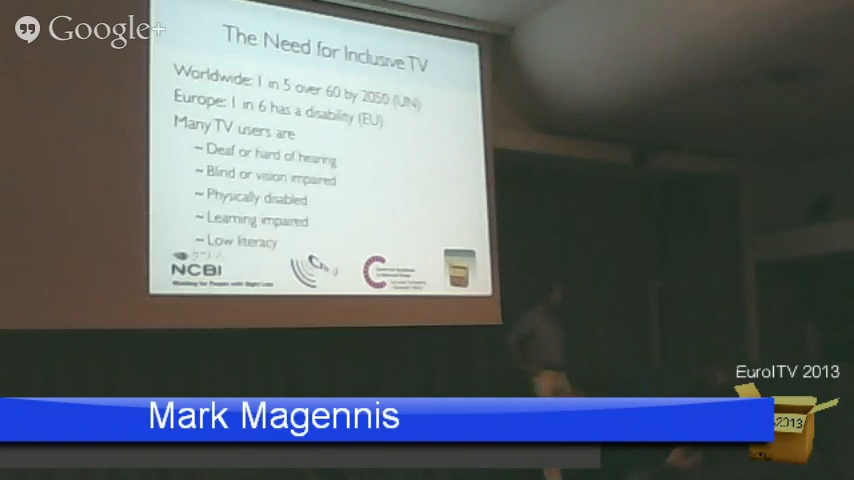 Google+
The Need for Inclusive TV
Worldwide: 1 in 5 over 60 by 2050 (UN)
Europe: 1 in 6 has a disability (EU)
Many TV users are
~ Deaf or hard of hearing
~ Blind or vision impaired
~ Physically disabled
~ Learning impaired
~ Low literacy
NCBI
Working for People with Sight Loss
EuroITV 2013
Mark Magennis
2013